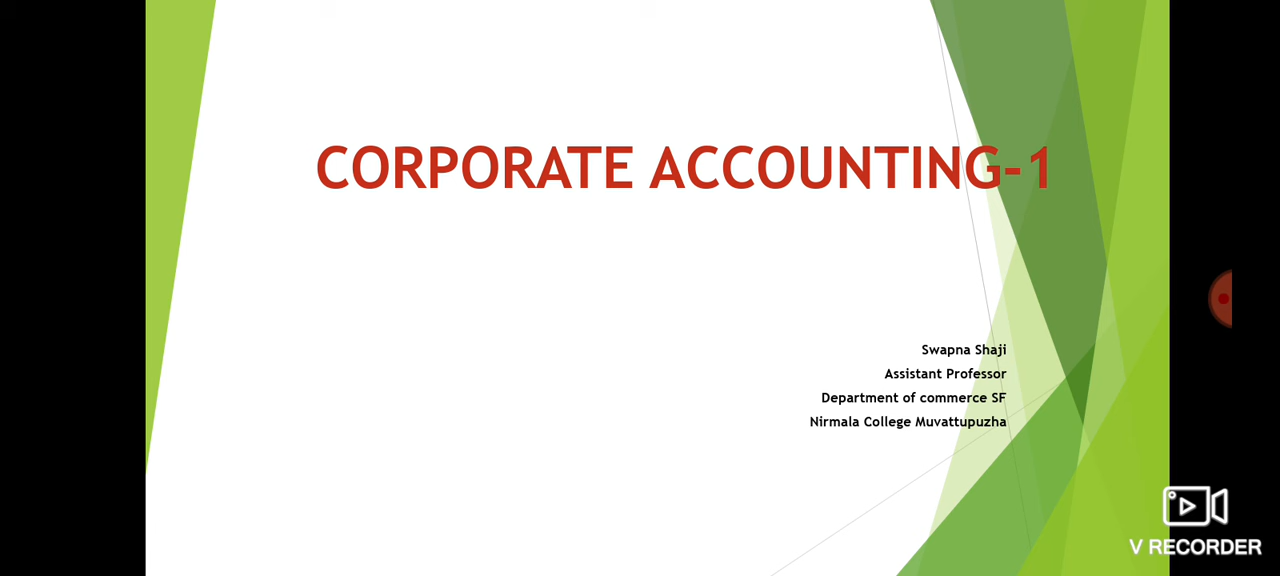 CORPORATE ACCOUNTING-1
Swapna Shaji
Assistant Professor
Department of commerce SF
Nirmala College Muvattupuzha
V RECORDER